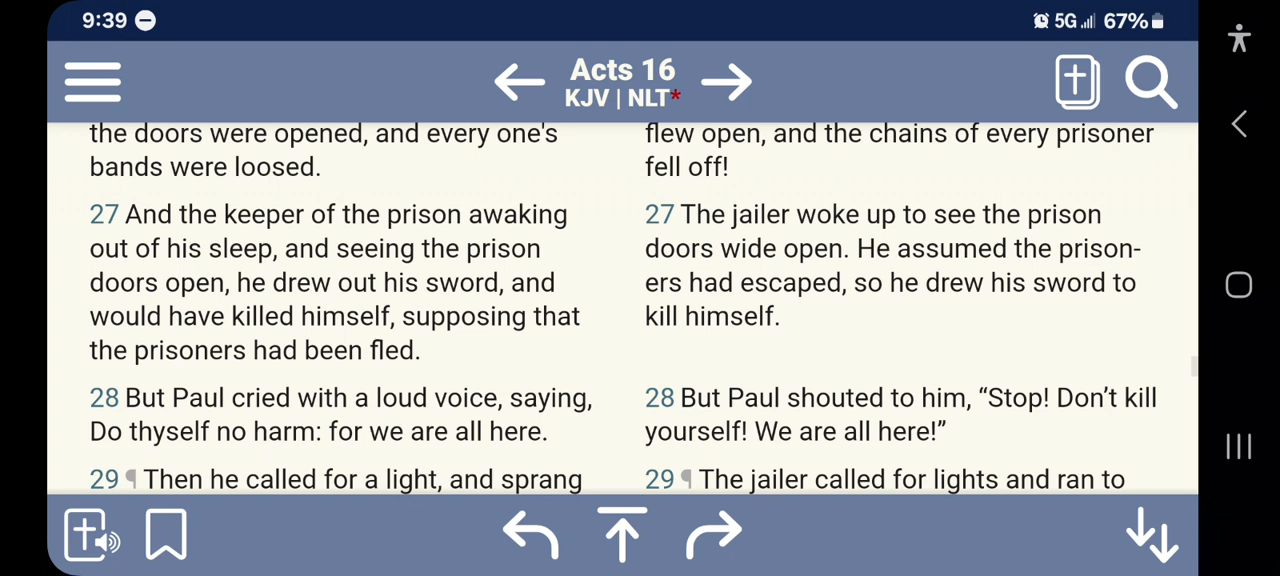 9:39
5G 67%
Acts 16
KJV | NLT*
the doors were opened, and every one's
bands were loosed.
27 And the keeper of the prison awaking
out of his sleep, and seeing the prison
doors open, he drew out his sword, and
would have killed himself, supposing that
the prisoners had been fled.
28 But Paul cried with a loud voice, saying,
Do thyself no harm: for we are all here.
29 ¶ Then he called for a light, and sprang
flew open, and the chains of every prisoner
fell off!
27 The jailer woke up to see the prison
doors wide open. He assumed the prison-
ers had escaped, so he drew his sword to
kill himself.
28 But Paul shouted to him, “Stop! Don’t kill
yourself! We are all here!”
29 ¶ The jailer called for lights and ran to